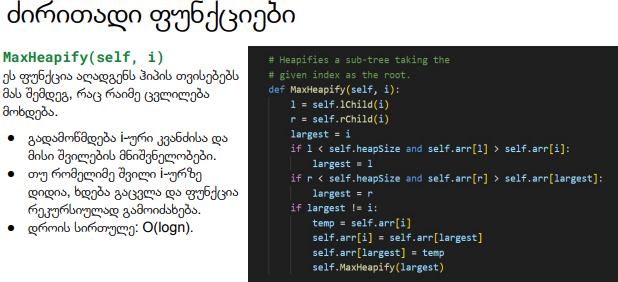 ძირითადი ფუნქციები
MaxHeapify(self, i)
ეს ფუნქცია აღადგენს ჰიპის თვისებებს
მას შემდეგ, რაც რაიმე ცვლილება
მოხდება.
● გადამოწმდება i-ური კვანძისა და
მისი შვილების მნიშვნელობები.
● თუ რომელიმე შვილი i-ურზე
დიდია, ხდება გაცვლა და ფუნქცია
რეკურსიულად გამოიძახება.
● დროის სირთულე: O(logn).
# Heapifies a sub-tree taking the
# given index as the root.
def MaxHeapify(self, i):
    l = self.lChild(i)
    r = self.rChild(i)
    largest = i
    if l < self.heapSize and self.arr[l] > self.arr[i]:
        largest = l
    if r < self.heapSize and self.arr[r] > self.arr[largest]:
        largest = r
    if largest != i:
        temp = self.arr[i]
        self.arr[i] = self.arr[largest]
        self.arr[largest] = temp
        self.MaxHeapify(largest)